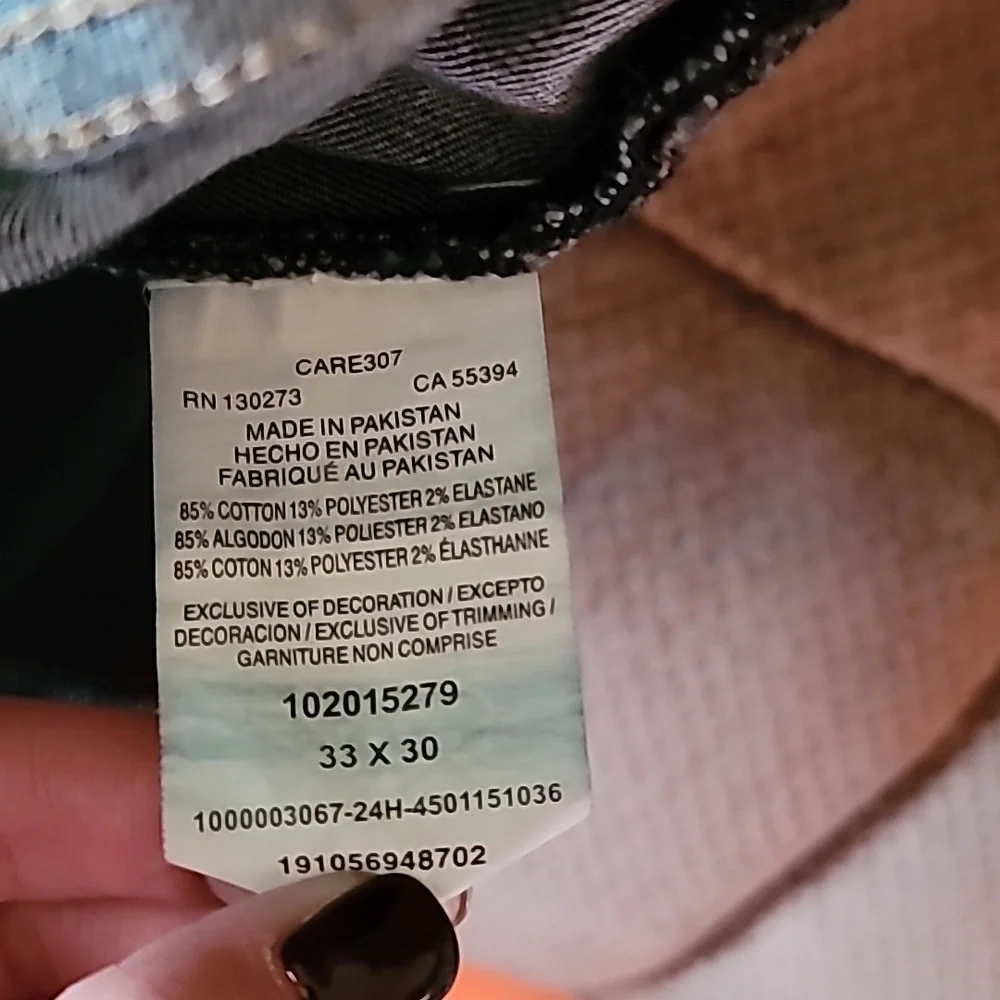 CARE307
RN 130273 CA 55394
MADE IN PAKISTAN
HECHO EN PAKISTAN
FABRIQUÉ AU PAKISTAN
85% COTTON 13% POLYESTER 2% ELASTANE
85% ALGODON 13% POLIESTER 2% ELASTANO
85% COTON 13% POLYESTER 2% ÉLASTHANNE
EXCLUSIVE OF DECORATION / EXCEPTO
DECORACION / EXCLUSIVE OF TRIMMING /
GARNITURE NON COMPRISE
102015279
33 X 30
1000003067-24H-4501151036
191056948702